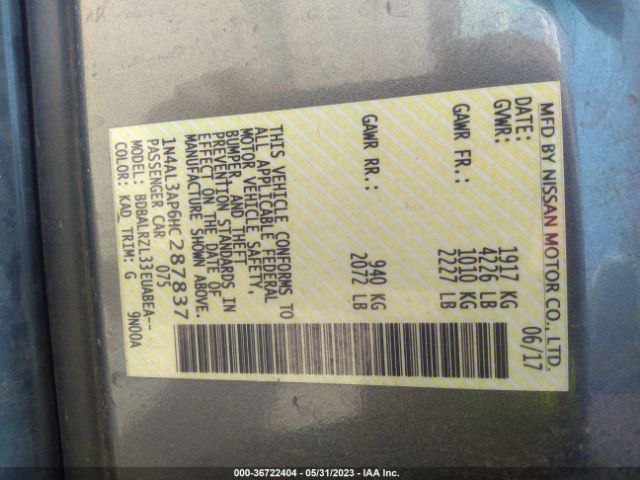 MFD BY NISSAN MOTOR CO., LTD.
DATE: 06/17
GVWR: 1917 KG
4226 LB
GAWR FR.: 1010 KG
2227 LB
GAWR RR.: 940 KG
2072 LB
THIS VEHICLE CONFORMS TO
ALL APPLICABLE FEDERAL
MOTOR VEHICLE SAFETY,
BUMPER, AND THEFT
PREVENTION STANDARDS IN
EFFECT ON THE DATE OF
MANUFACTURE SHOWN ABOVE.
1N4AL3AP6HC287837
PASSENGER CAR 075
MODEL: BDBALRZL33EUABEA--
COLOR: KAD TRIM: G 9N00A
000-36722404 - 05/31/2023 - IAA Inc.